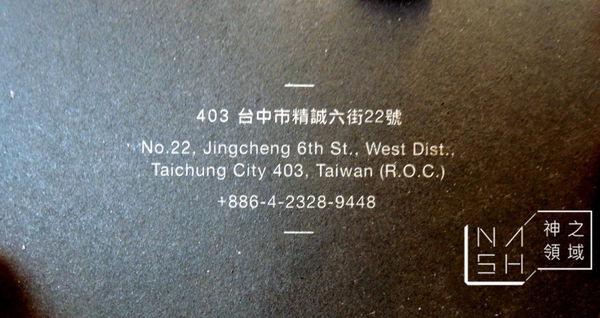 403 台中市精誠六街22號
No.22, Jingcheng 6th St., West Dist.,
Taichung City 403, Taiwan (R.O.C.)
+886-4-2328-9448
NASH
神之
領域